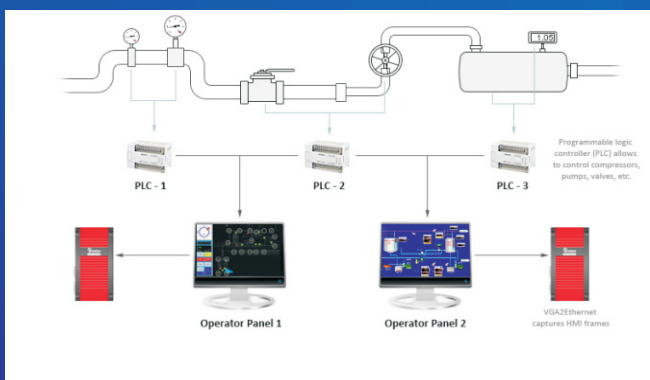 1.05
Programmable logic
controller (PLC) allows
to control compressors,
pumps, valves, etc.
PLC - 1
PLC - 2
PLC - 3
Operator Panel 1
Operator Panel 2
VGA2Ethernet
captures HMI frames